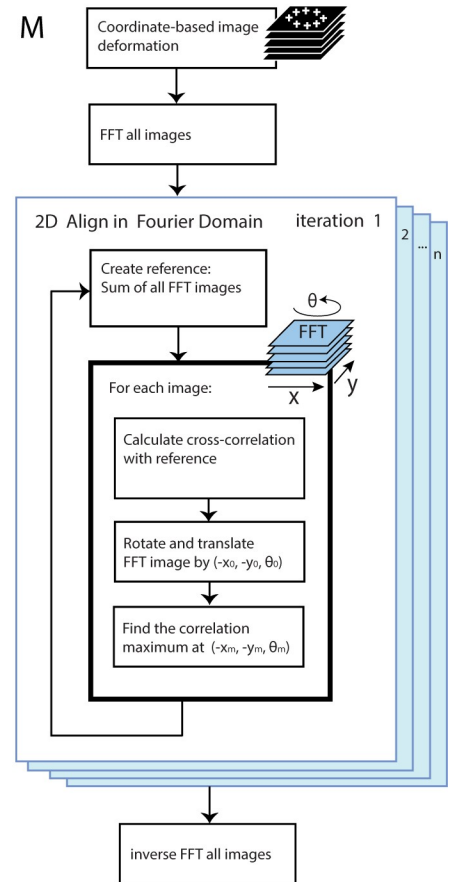 M
Coordinate-based image
deformation
FFT all images
2D Align in Fourier Domain iteration 1
2
...
n
Create reference:
Sum of all FFT images
θ
FFT
x
y
For each image:
Calculate cross-correlation
with reference
Rotate and translate
FFT image by (-x₀, -y₀, θ₀)
Find the correlation
maximum at (-xₘ, -yₘ, θₘ)
inverse FFT all images